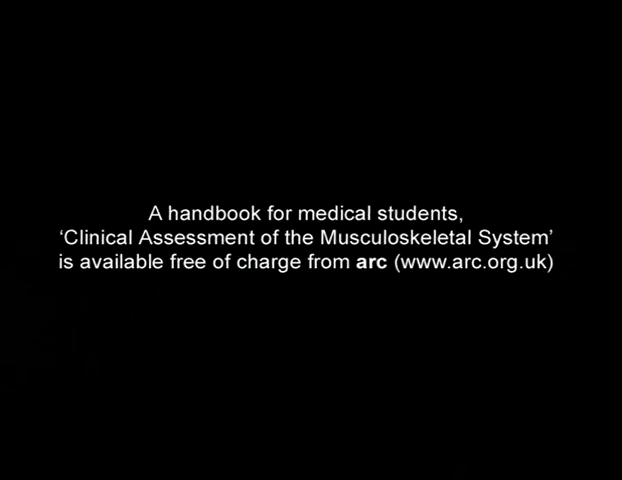 A handbook for medical students,
‘Clinical Assessment of the Musculoskeletal System’
is available free of charge from arc (www.arc.org.uk)